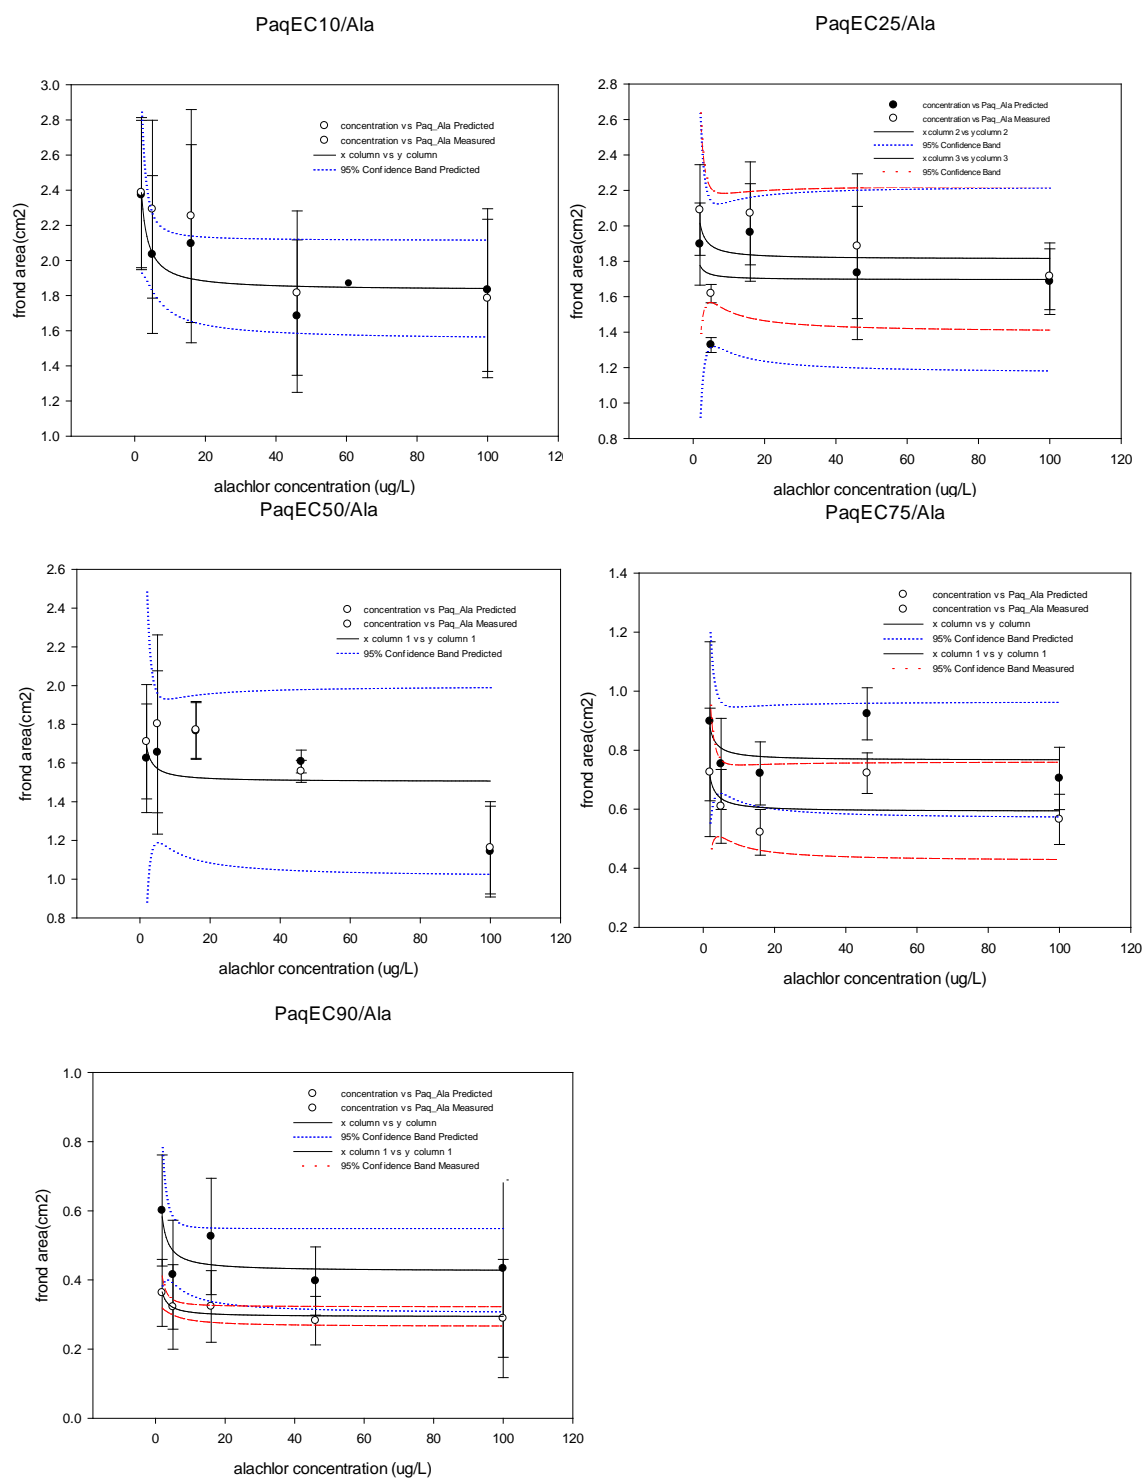 PaqEC10/Ala
3.0
2.8
2.6
2.4
2.2
2.0
1.8
1.6
1.4
1.2
1.0
frond area(cm2)
concentration vs Paq_Ala Predicted
concentration vs Paq_Ala Measured
x column vs y column
95% Confidence Band Predicted
0 20 40 60 80 100 120
alachlor concentration (ug/L)
PaqEC25/Ala
2.8
2.6
2.4
2.2
2.0
1.8
1.6
1.4
1.2
1.0
0.8
frond area(cm2)
concentration vs Paq_Ala Predicted
concentration vs Paq_Ala Measured
x column 2 vs y column 2
95% Confidence Band
x column 3 vs y column 3
95% Confidence Band
0 20 40 60 80 100 120
alachlor concentration (ug/L)
PaqEC50/Ala
2.6
2.4
2.2
2.0
1.8
1.6
1.4
1.2
1.0
0.8
frond area(cm2)
concentration vs Paq_Ala Predicted
concentration vs Paq_Ala Measured
x column 1 vs y column 1
95% Confidence Band Predicted
0 20 40 60 80 100 120
alachlor concentration (ug/L)
PaqEC75/Ala
1.4
1.2
1.0
0.8
0.6
0.4
0.2
frond area(cm2)
concentration vs Paq_Ala Predicted
concentration vs Paq_Ala Measured
x column vs y column
95% Confidence Band Predicted
x column 1 vs y column 1
95% Confidence Band Measured
0 20 40 60 80 100 120
alachlor concentration (ug/L)
PaqEC90/Ala
1.0
0.8
0.6
0.4
0.2
0.0
frond area(cm2)
concentration vs Paq_Ala Predicted
concentration vs Paq_Ala Measured
x column vs y column
95% Confidence Band Predicted
x column 1 vs y column 1
95% Confidence Band Measured
0 20 40 60 80 100 120
alachlor concentration (ug/L)